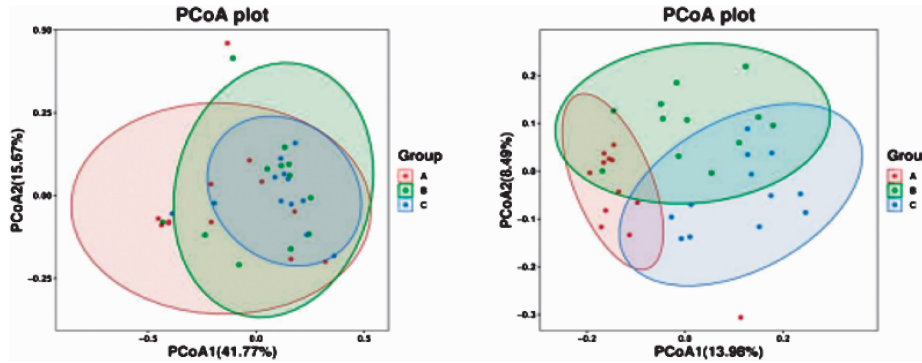 PCoA plot
0.50
0.25
0.00
−0.25
PCoA2(15.67%)
−0.5
0.0
0.5
PCoA1(41.77%)
Group
A
B
C
PCoA plot
0.2
0.1
0.0
−0.1
−0.2
−0.3
PCoA2(8.49%)
−0.2
0.0
0.2
PCoA1(13.96%)
Group
A
B
C